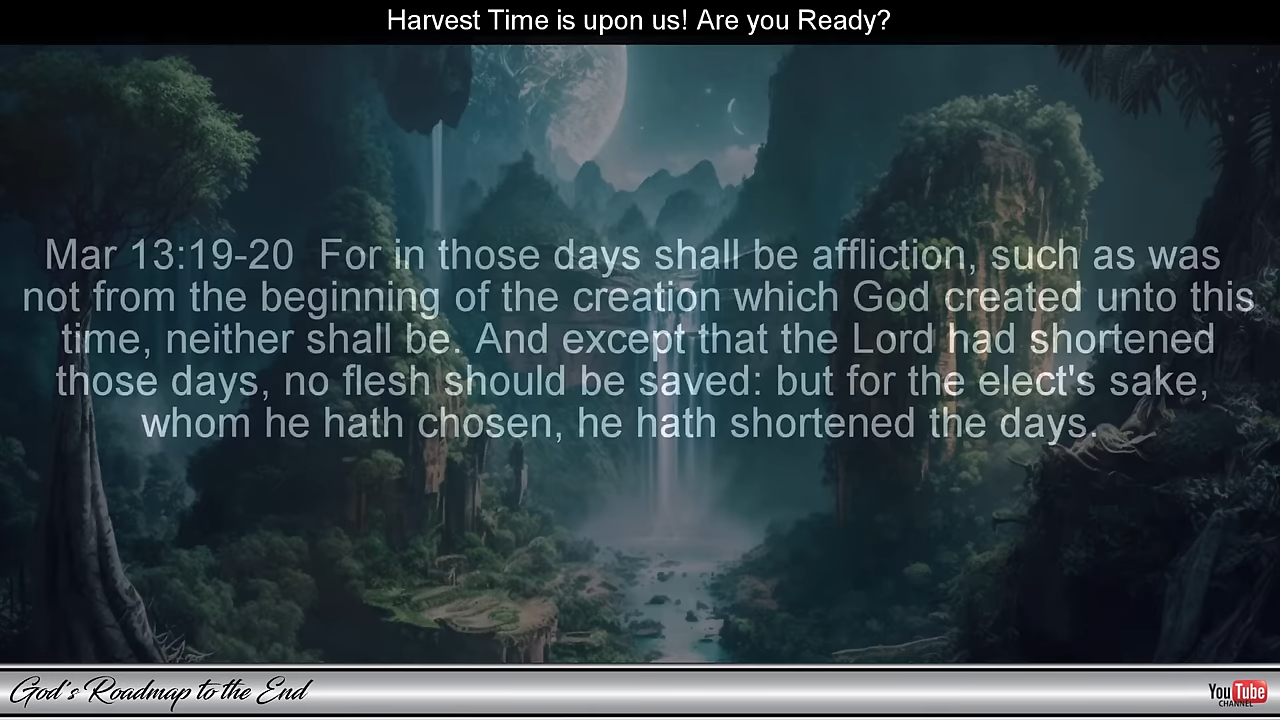 Harvest Time is upon us! Are you Ready?
Mar 13:19-20  For in those days shall be affliction, such as was
not from the beginning of the creation which God created unto this
time, neither shall be. And except that the Lord had shortened
those days, no flesh should be saved: but for the elect's sake,
whom he hath chosen, he hath shortened the days.
God's Roadmap to the End
YouTube
CHANNEL